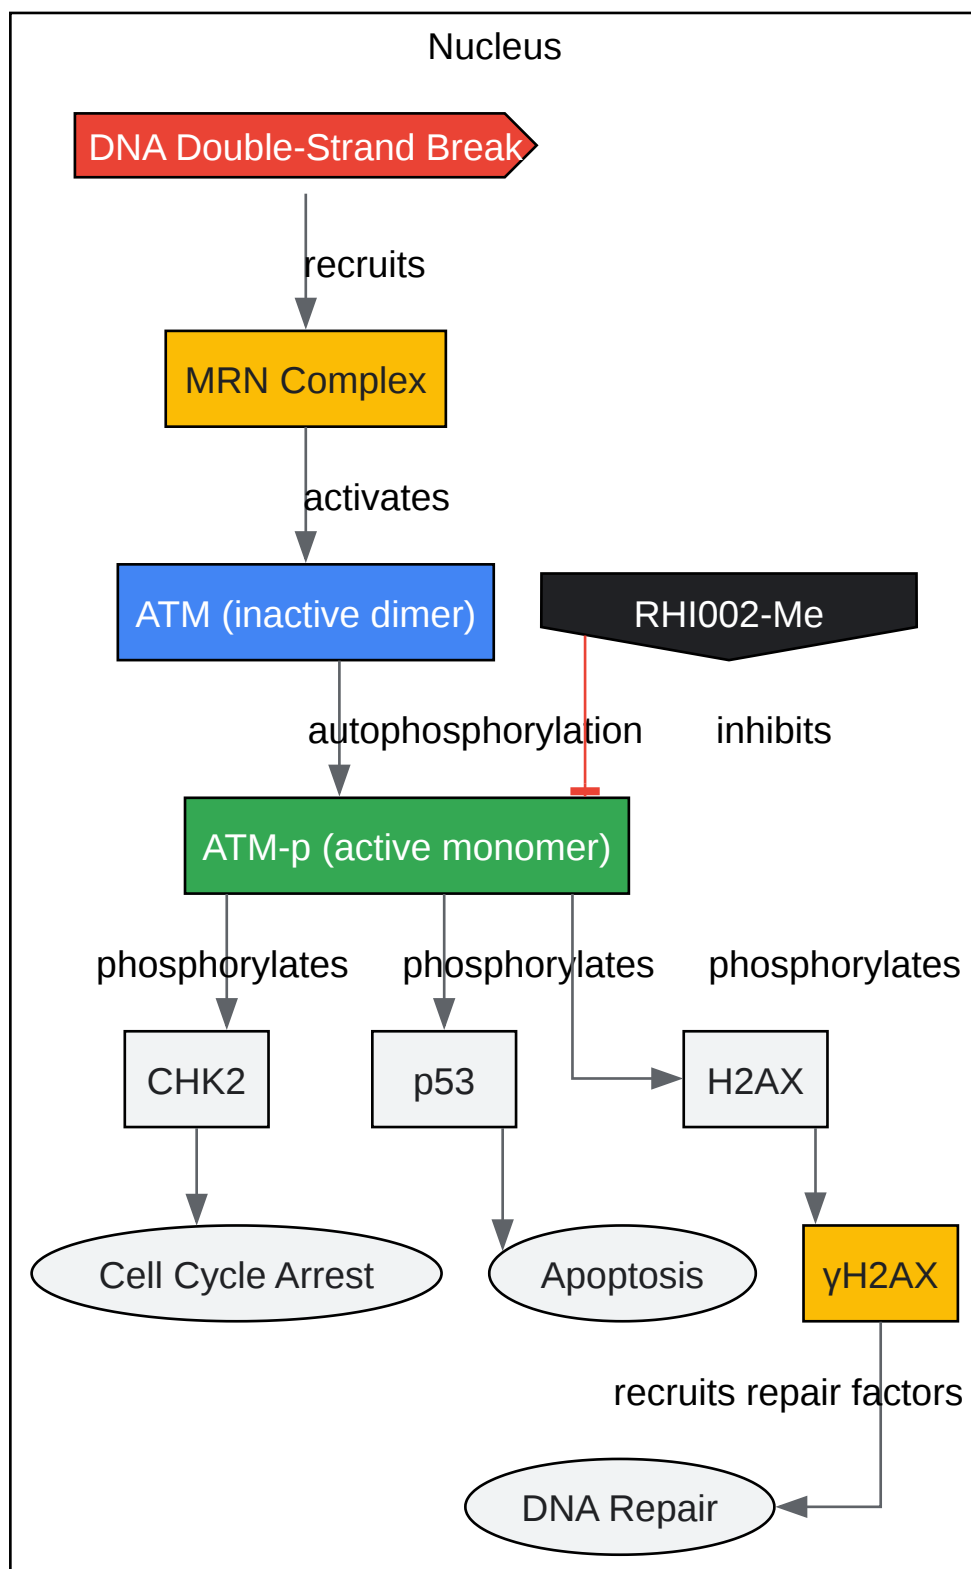 Nucleus
DNA Double-Strand Break
recruits
MRN Complex
activates
ATM (inactive dimer)
RHI002-Me
autophosphorylation
inhibits
ATM-p (active monomer)
phosphorylates
phosphorylates
phosphorylates
CHK2
p53
H2AX
Cell Cycle Arrest
Apoptosis
γH2AX
recruits repair factors
DNA Repair